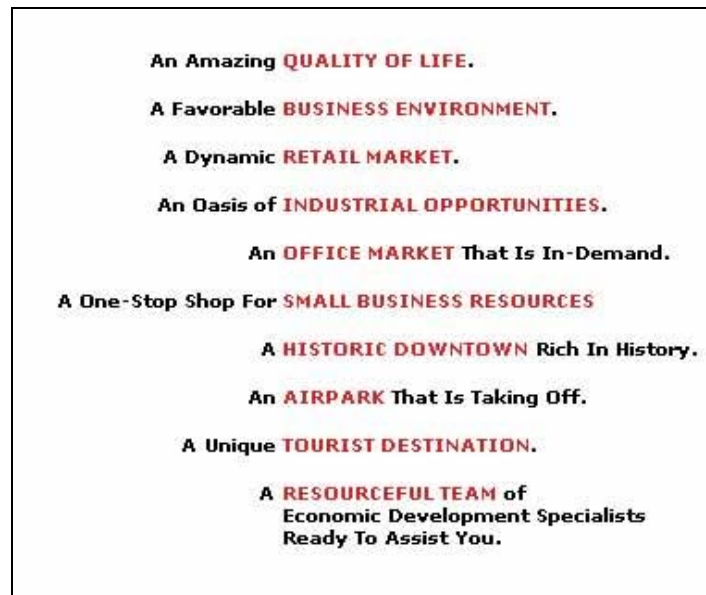 An Amazing QUALITY OF LIFE.
A Favorable BUSINESS ENVIRONMENT.
A Dynamic RETAIL MARKET.
An Oasis of INDUSTRIAL OPPORTUNITIES.
An OFFICE MARKET That Is In-Demand.
A One-Stop Shop For SMALL BUSINESS RESOURCES
A HISTORIC DOWNTOWN Rich In History.
An AIRPARK That Is Taking Off.
A Unique TOURIST DESTINATION.
A RESOURCEFUL TEAM of
Economic Development Specialists
Ready To Assist You.